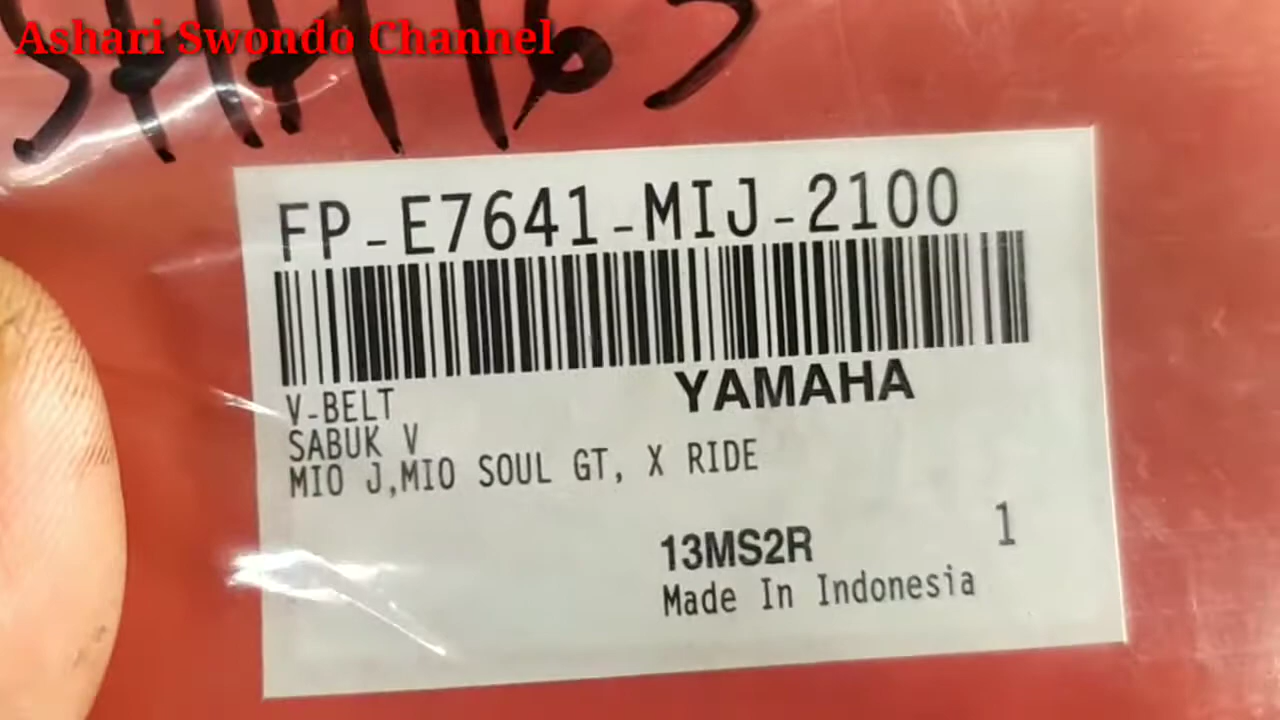 Ashari Swondo Channel
FP-E7641-MIJ-2100
YAMAHA
V-BELT
SABUK V
MIO J,MIO SOUL GT, X RIDE
13MS2R
1
Made In Indonesia